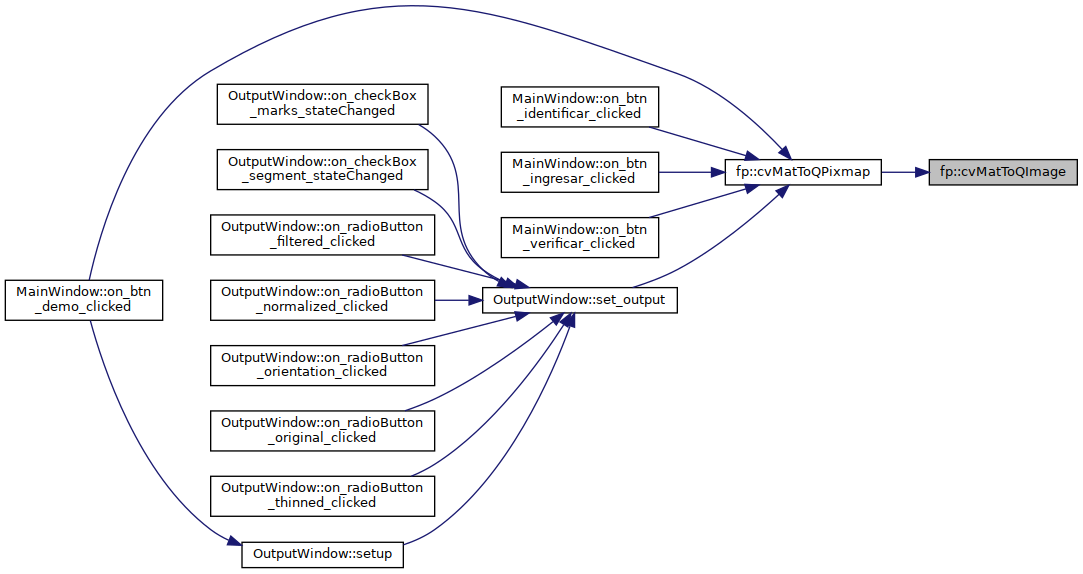 MainWindow::on_btn
_demo_clicked
OutputWindow::on_checkBox
_marks_stateChanged
OutputWindow::on_checkBox
_segment_stateChanged
OutputWindow::on_radioButton
_filtered_clicked
OutputWindow::on_radioButton
_normalized_clicked
OutputWindow::on_radioButton
_orientation_clicked
OutputWindow::on_radioButton
_original_clicked
OutputWindow::on_radioButton
_thinned_clicked
OutputWindow::setup
MainWindow::on_btn
_identificar_clicked
MainWindow::on_btn
_ingresar_clicked
MainWindow::on_btn
_verificar_clicked
OutputWindow::set_output
fp::cvMatToQPixmap
fp::cvMatToQImage